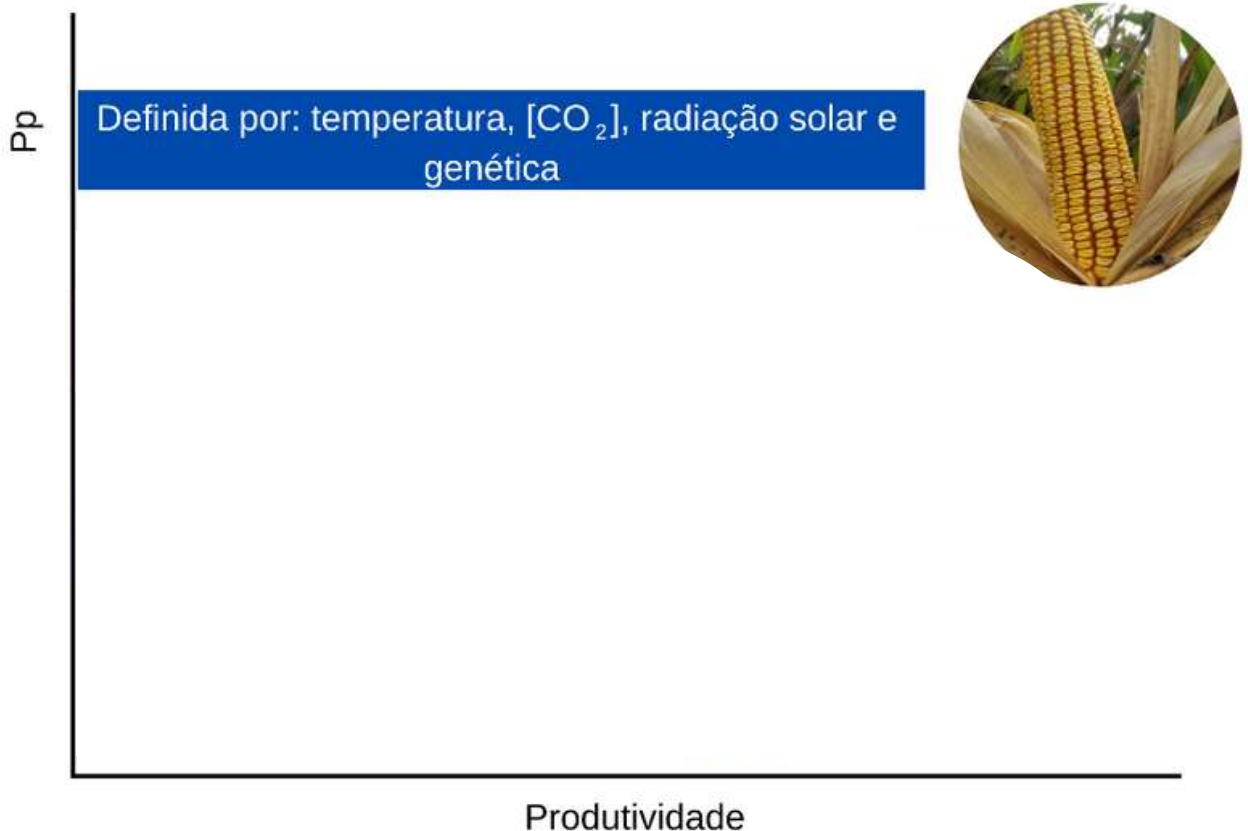 Pp
Definida por: temperatura, [CO₂], radiação solar e
genética
Produtividade